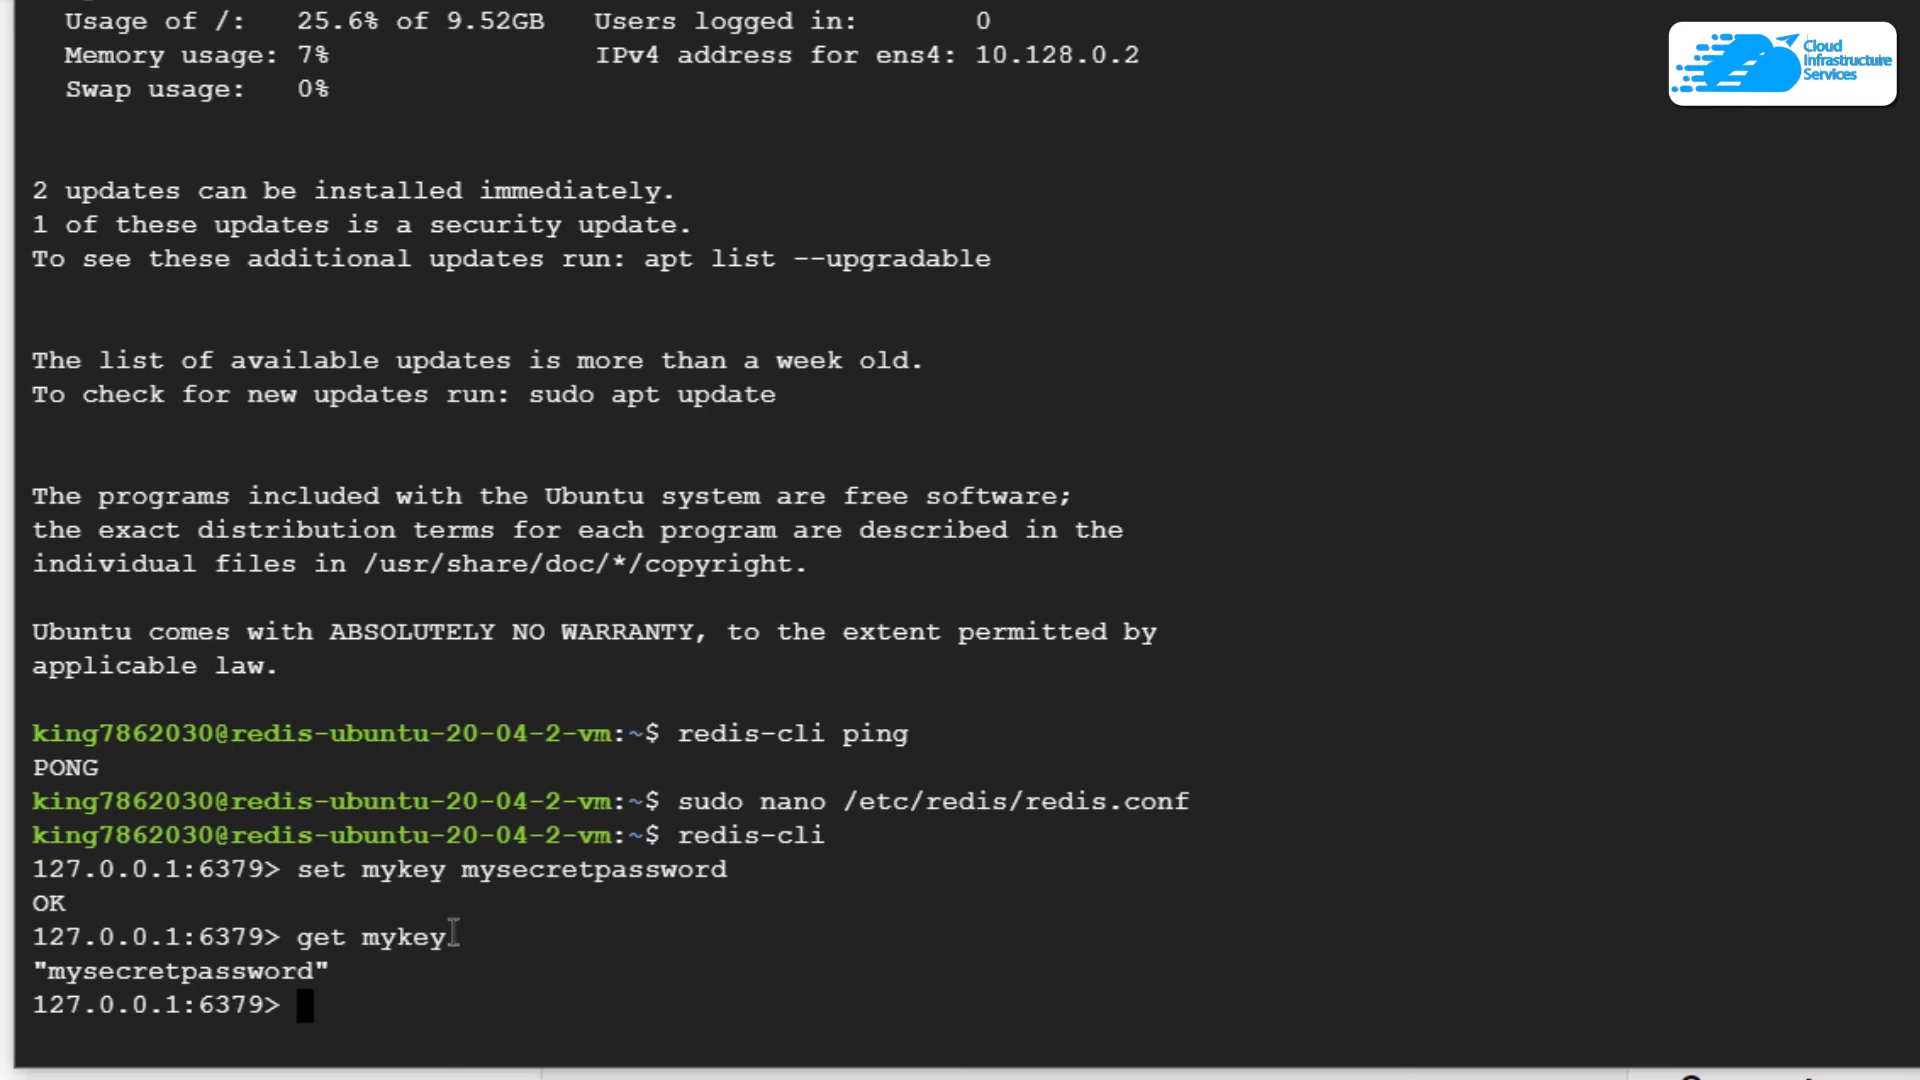 Usage of /: 25.6% of 9.52GB Users logged in: 0
Memory usage: 7% IPv4 address for ens4: 10.128.0.2
Swap usage: 0%
Cloud
Infrastructure
Services
2 updates can be installed immediately.
1 of these updates is a security update.
To see these additional updates run: apt list --upgradable
The list of available updates is more than a week old.
To check for new updates run: sudo apt update
The programs included with the Ubuntu system are free software;
the exact distribution terms for each program are described in the
individual files in /usr/share/doc/*/copyright.
Ubuntu comes with ABSOLUTELY NO WARRANTY, to the extent permitted by
applicable law.
king7862030@redis-ubuntu-20-04-2-vm:~$ redis-cli ping
PONG
king7862030@redis-ubuntu-20-04-2-vm:~$ sudo nano /etc/redis/redis.conf
king7862030@redis-ubuntu-20-04-2-vm:~$ redis-cli
127.0.0.1:6379> set mykey mysecretpassword
OK
127.0.0.1:6379> get mykey
"mysecretpassword"
127.0.0.1:6379>